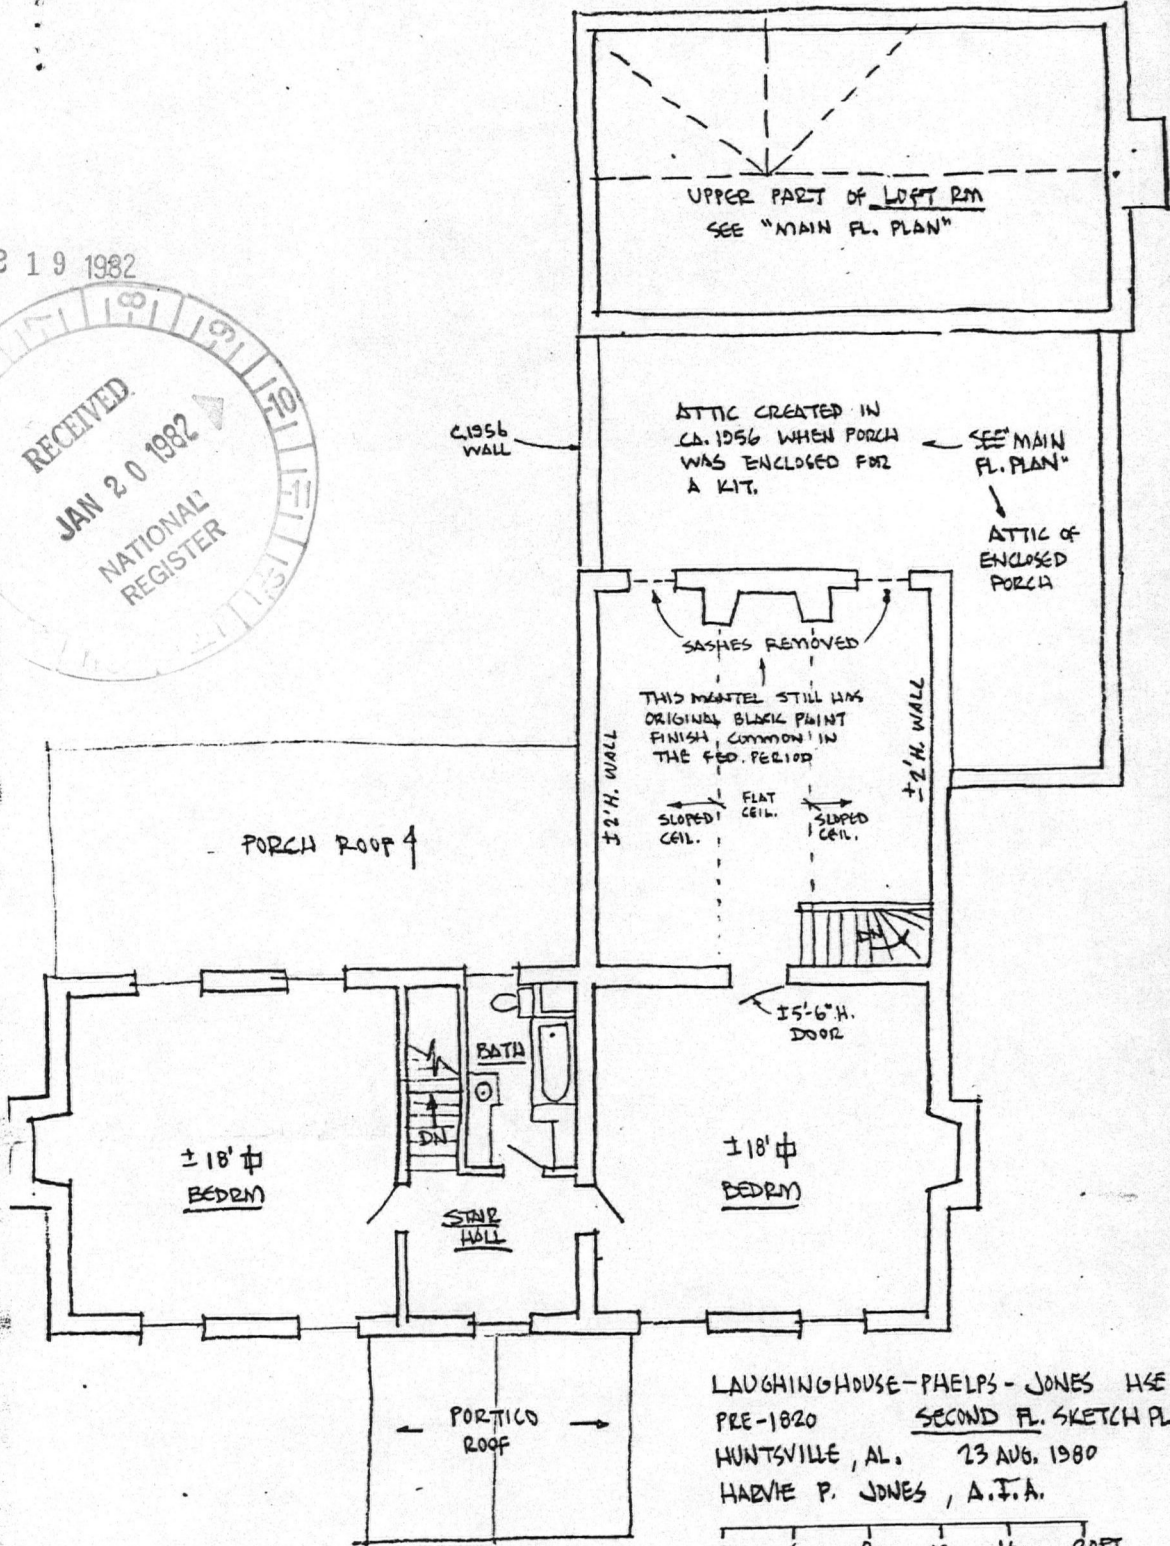 UPPER PART OF LOFT RM
SEE "MAIN FL. PLAN"
19 1982
RECEIVED
JAN 20 1982
NATIONAL
REGISTER
C.1956
WALL
ATTIC CREATED IN
CA. 1956 WHEN PORCH
WAS ENCLOSED FOR
A KIT.
SEE "MAIN
FL. PLAN"
ATTIC OF
ENCLOSED
PORCH
SASHES REMOVED
THIS MANTEL STILL HAS
ORIGINAL BLACK PAINT
FINISH COMMON IN
THE FED. PERIOD
±2' H. WALL
±2' H. WALL
SLOPED
CEIL.
FLAT
CEIL.
SLOPED
CEIL.
PORCH ROOF
DN
±5'-6" H.
DOOR
BATH
DN
±18'
BEDRM
STAIR
HALL
±18'
BEDRM
PORTICO
ROOF
LAUGHINGHOUSE-PHELPS-JONES HSE
PRE-1820 SECOND FL. SKETCH PL
HUNTSVILLE, AL. 23 AUG. 1980
HARVIE P. JONES, A.I.A.